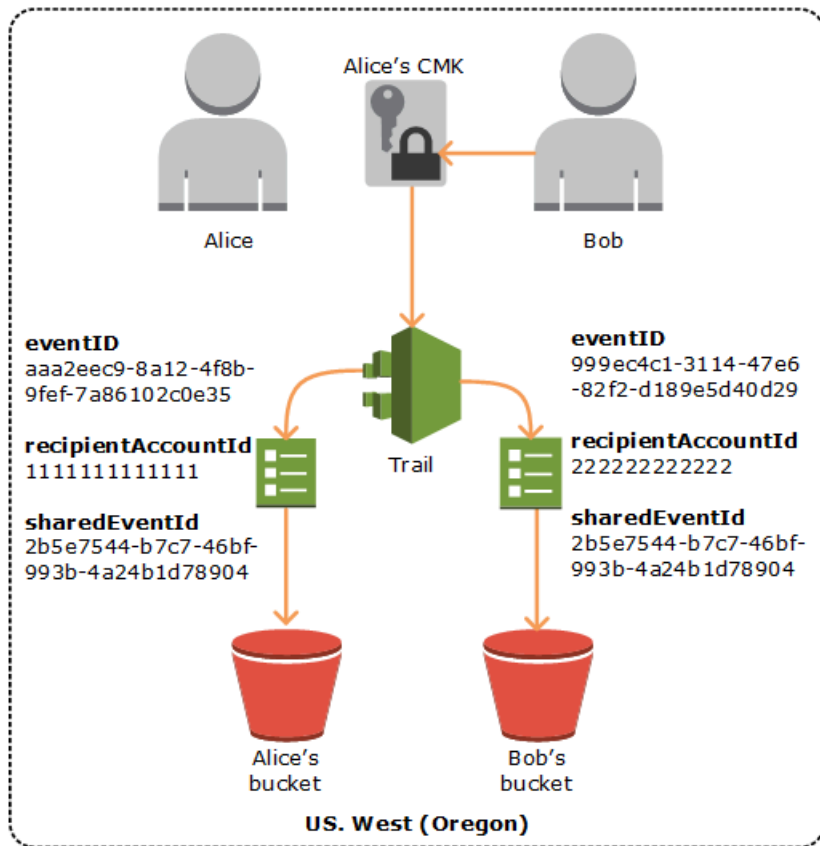 Alice's CMK
Alice
Bob
eventID
aaa2eec9-8a12-4f8b-
9fef-7a86102c0e35
recipientAccountId
1111111111111
sharedEventId
2b5e7544-b7c7-46bf-
993b-4a24b1d78904
Trail
eventID
999ec4c1-3114-47e6
-82f2-d189e5d40d29
recipientAccountId
222222222222
sharedEventId
2b5e7544-b7c7-46bf-
993b-4a24b1d78904
Alice's
bucket
Bob's
bucket
US. West (Oregon)